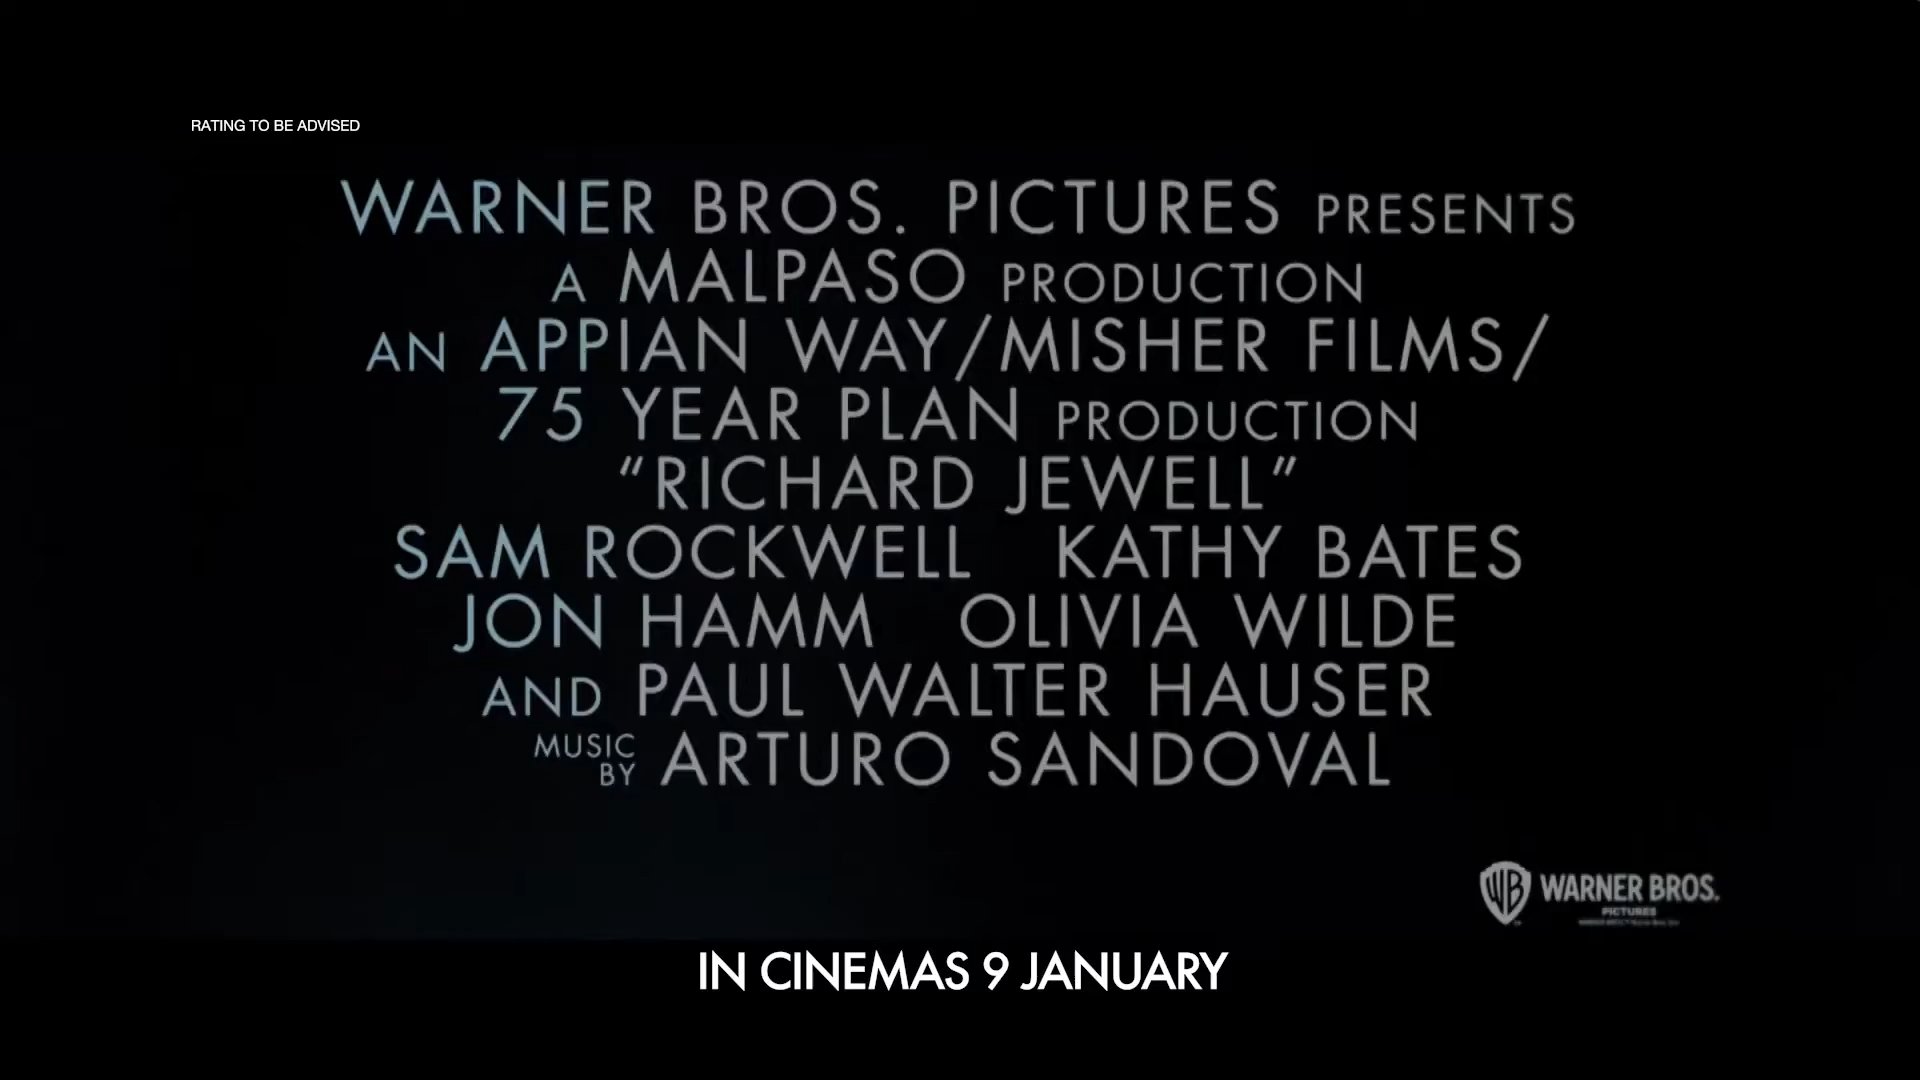 RATING TO BE ADVISED
WARNER BROS. PICTURES PRESENTS
A MALPASO PRODUCTION
AN APPIAN WAY/MISHER FILMS/
75 YEAR PLAN PRODUCTION
“RICHARD JEWELL”
SAM ROCKWELL KATHY BATES
JON HAMM OLIVIA WILDE
AND PAUL WALTER HAUSER
MUSIC BY ARTURO SANDOVAL
WB WARNER BROS.
PICTURES
IN CINEMAS 9 JANUARY